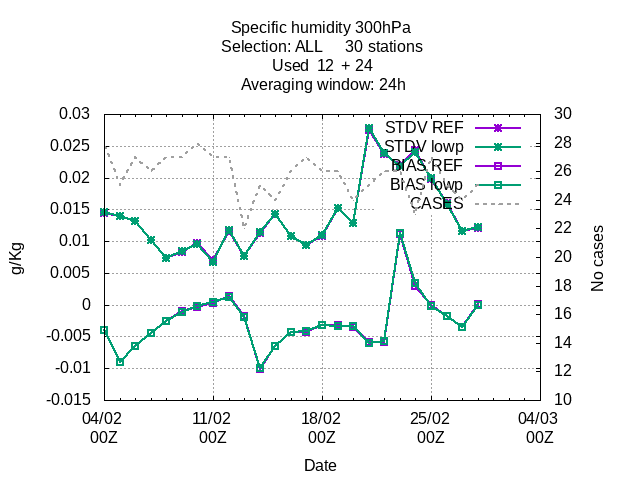 Specific humidity 300hPa
Selection: ALL 30 stations
Used 12 + 24
Averaging window: 24h
0.03
0.025
0.02
0.015
0.01
0.005
0
-0.005
-0.01
-0.015
g/Kg
STDV REF
STDV lowp
BIAS REF
BIAS lowp
CASES
30
28
26
24
22
20
18
16
14
12
10
No cases
04/02 11/02 18/02 25/02 04/03
00Z 00Z 00Z 00Z 00Z
Date